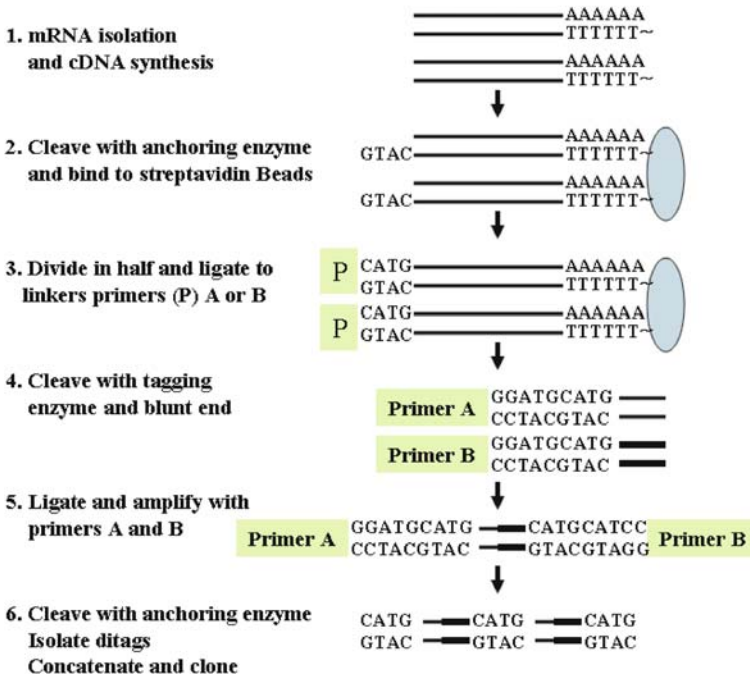 1. mRNA isolation
and cDNA synthesis
AAAAAA
TTTTTT~
AAAAAA
TTTTTT~
2. Cleave with anchoring enzyme
and bind to streptavidin Beads
AAAAAA
GTAC TTTTTT~
AAAAAA
GTAC TTTTTT~
3. Divide in half and ligate to
linkers primers (P) A or B
P CATG AAAAAA
GTAC TTTTTT~
P CATG AAAAAA
GTAC TTTTTT~
4. Cleave with tagging
enzyme and blunt end
Primer A GGATGCATG
CCTACGTAC
Primer B GGATGCATG
CCTACGTAC
5. Ligate and amplify with
primers A and B
Primer A GGATGCATG CATGCATCC Primer B
CCTACGTAC GTACGTAGG
6. Cleave with anchoring enzyme
Isolate ditags
Concatenate and clone
CATG CATG CATG
GTAC GTAC GTAC